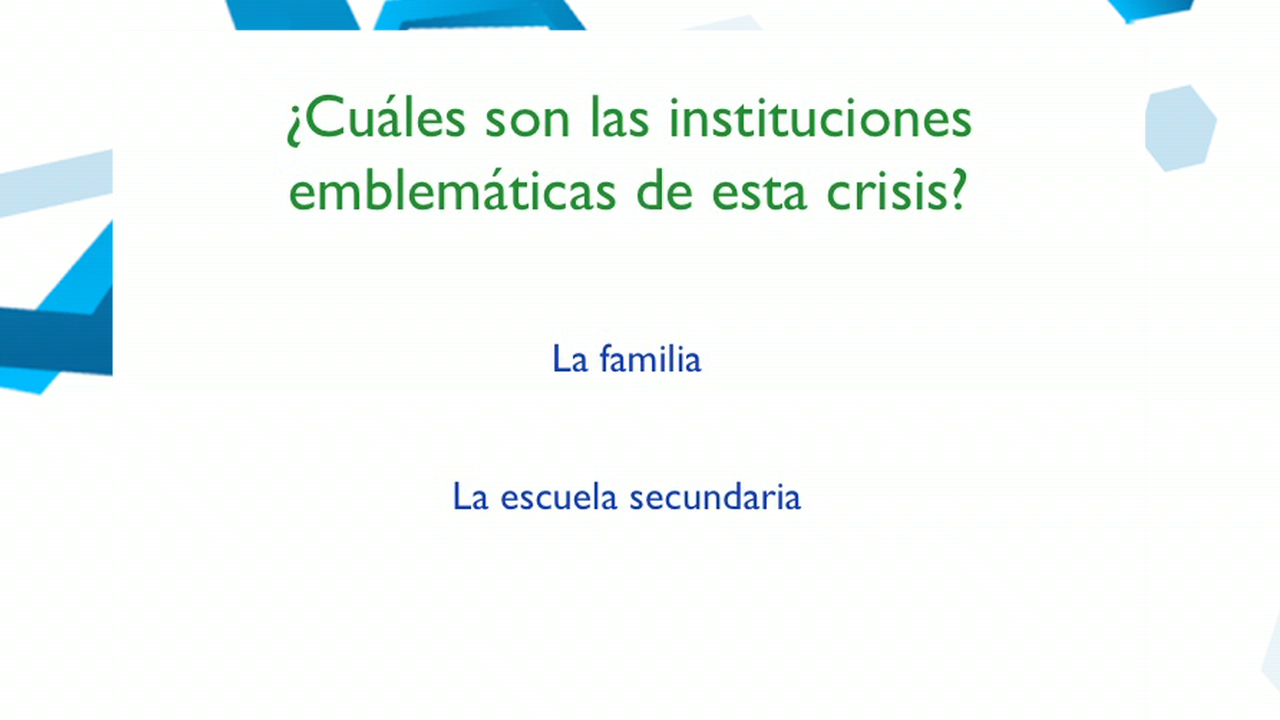 ¿Cuáles son las instituciones
emblemáticas de esta crisis?
La familia
La escuela secundaria